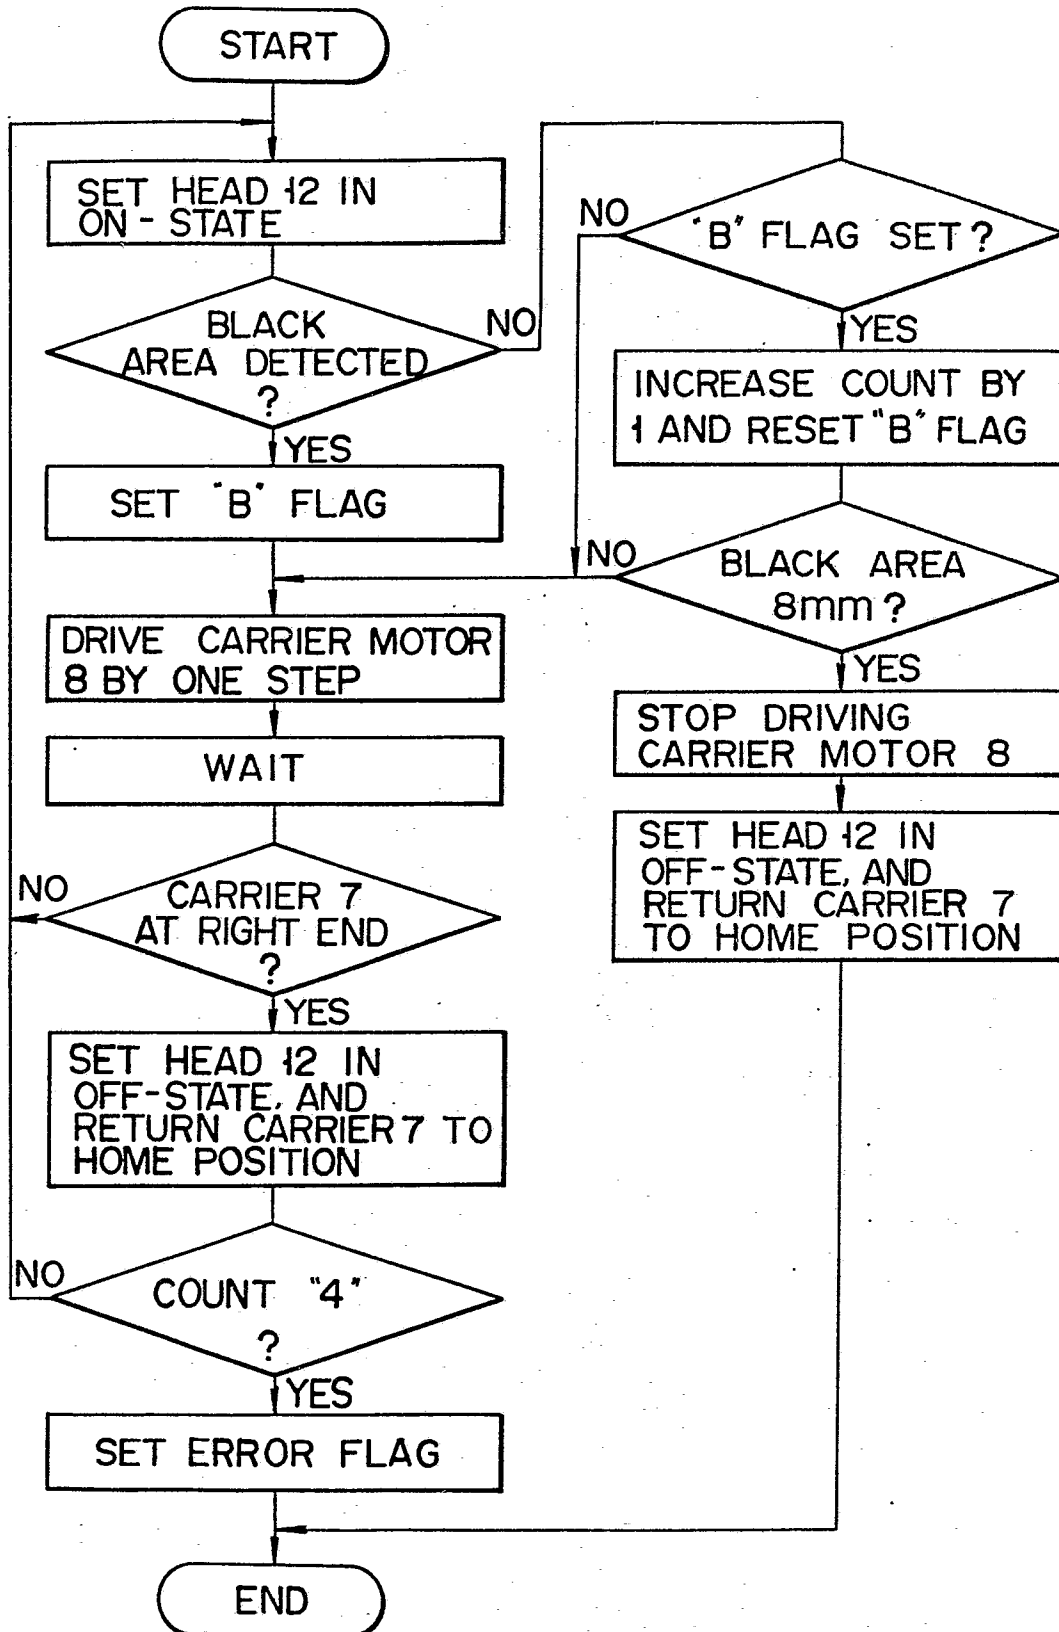 START
SET HEAD 12 IN
ON-STATE
BLACK
AREA DETECTED
?
NO
YES
SET "B" FLAG
DRIVE CARRIER MOTOR
8 BY ONE STEP
WAIT
NO
CARRIER 7
AT RIGHT END
?
YES
SET HEAD 12 IN
OFF-STATE, AND
RETURN CARRIER 7 TO
HOME POSITION
NO
COUNT "4"
?
YES
SET ERROR FLAG
END
NO
"B" FLAG SET?
YES
INCREASE COUNT BY
1 AND RESET "B" FLAG
NO
BLACK AREA
8mm?
YES
STOP DRIVING
CARRIER MOTOR 8
SET HEAD 12 IN
OFF-STATE, AND
RETURN CARRIER 7
TO HOME POSITION